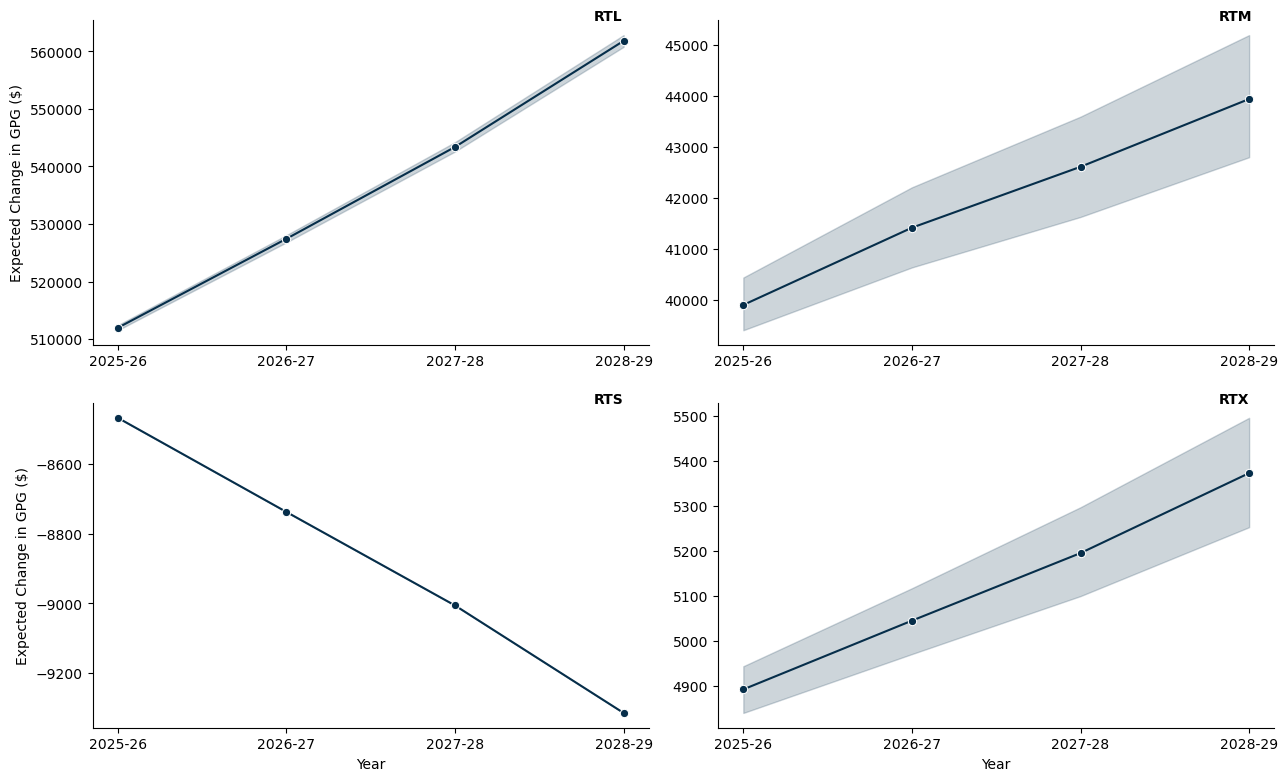 RTL
Expected Change in GPG ($)
560000
550000
540000
530000
520000
510000
2025-26 2026-27 2027-28 2028-29
RTM
45000
44000
43000
42000
41000
40000
2025-26 2026-27 2027-28 2028-29
RTS
Expected Change in GPG ($)
−8600
−8800
−9000
−9200
2025-26 2026-27 2027-28 2028-29
Year
RTX
5500
5400
5300
5200
5100
5000
4900
2025-26 2026-27 2027-28 2028-29
Year